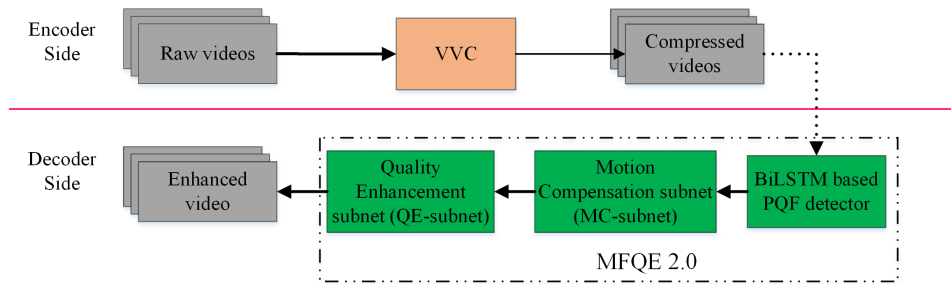 Encoder
Side
Raw videos
VVC
Compressed
videos
Decoder
Side
Enhanced
video
Quality
Enhancement
subnet (QE-subnet)
Motion
Compensation subnet
(MC-subnet)
BiLSTM based
PQF detector
MFQE 2.0